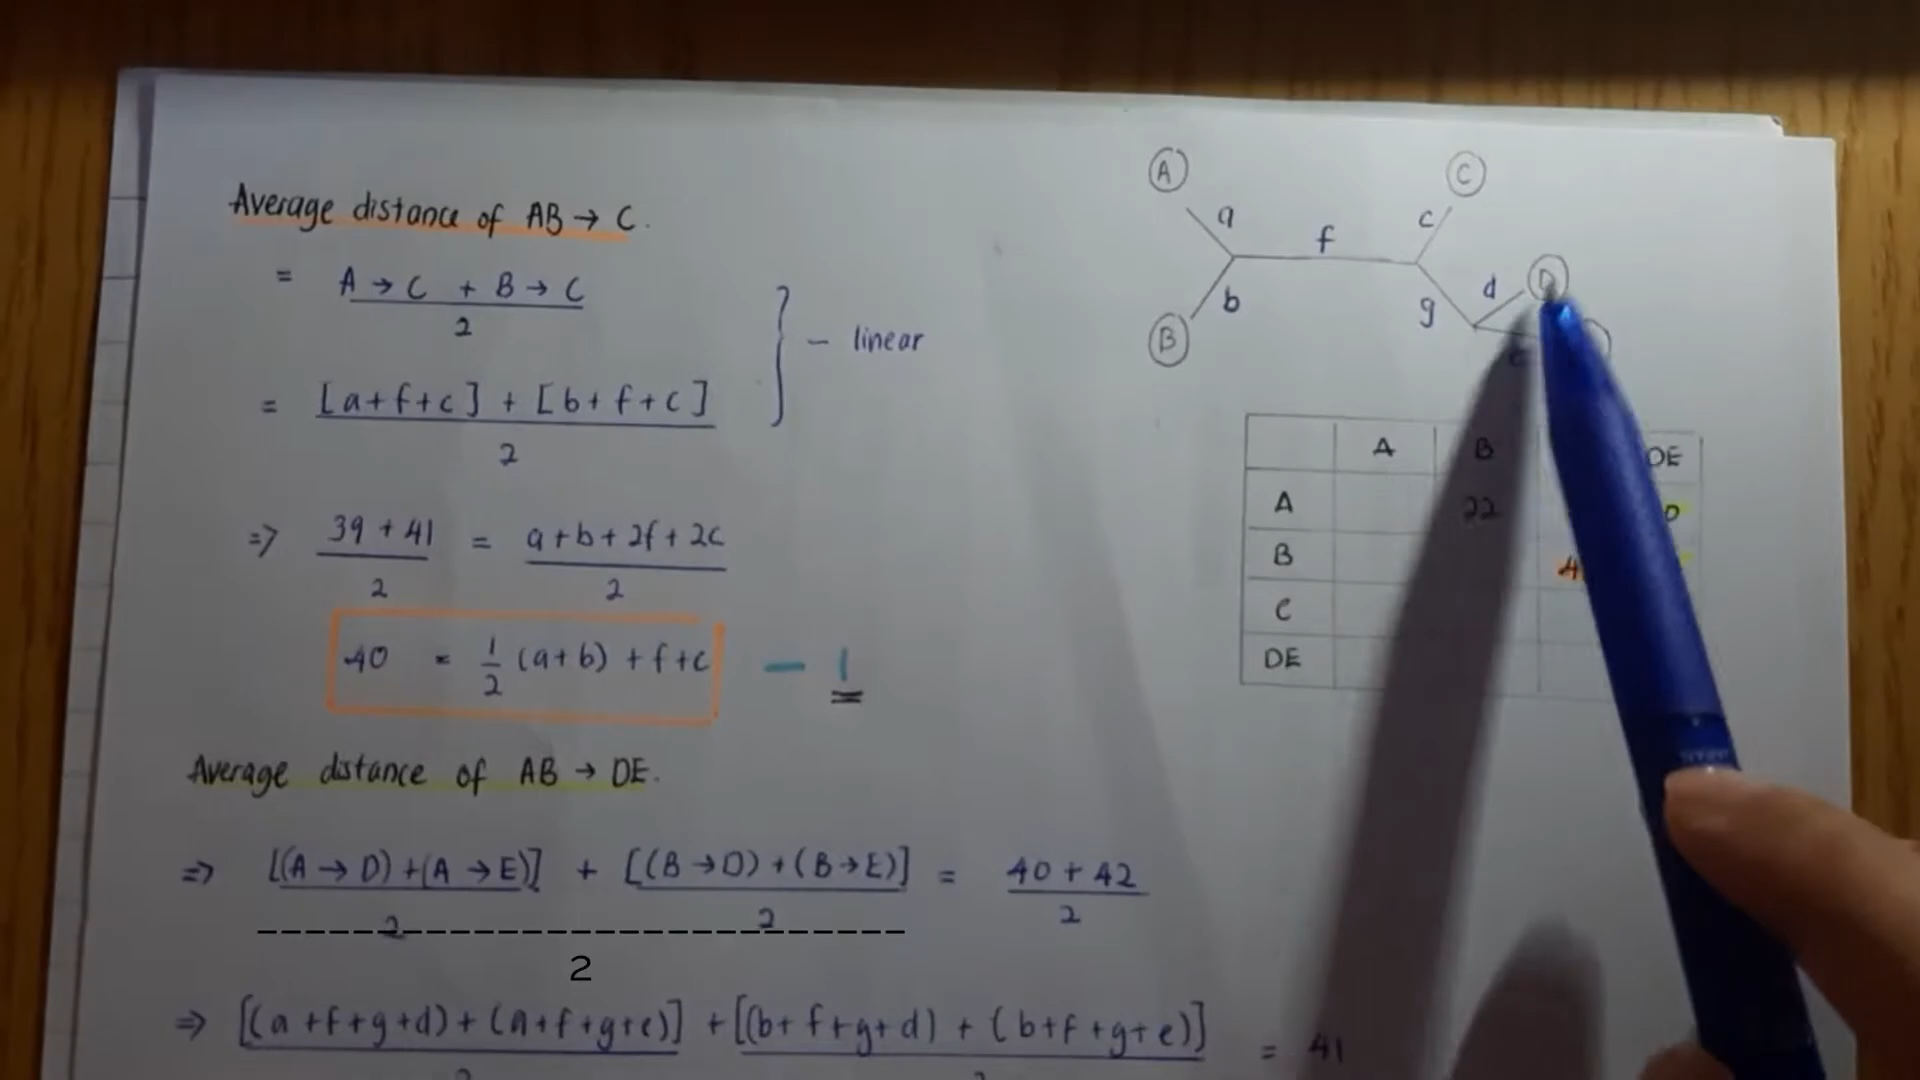 Average distance of AB → C.
= A → C + B → C
2
= [a+f+c] + [b+f+c]
2
} – linear
⇒ 39 + 41 = a+b+2f+2c
2 2
40 = 1/2 (a+b) + f+c – 1
Average distance of AB → DE.
⇒ [(A → D) + (A → E)] + [(B → D) + (B → E)] = 40 + 42
2 2 2
2
⇒ [(a+f+g+d) + (a+f+g+e)] + [(b+f+g+d) + (b+f+g+e)] = 41
A C
a f c
d D
b g
B
A B DE
A 22
B
C
DE